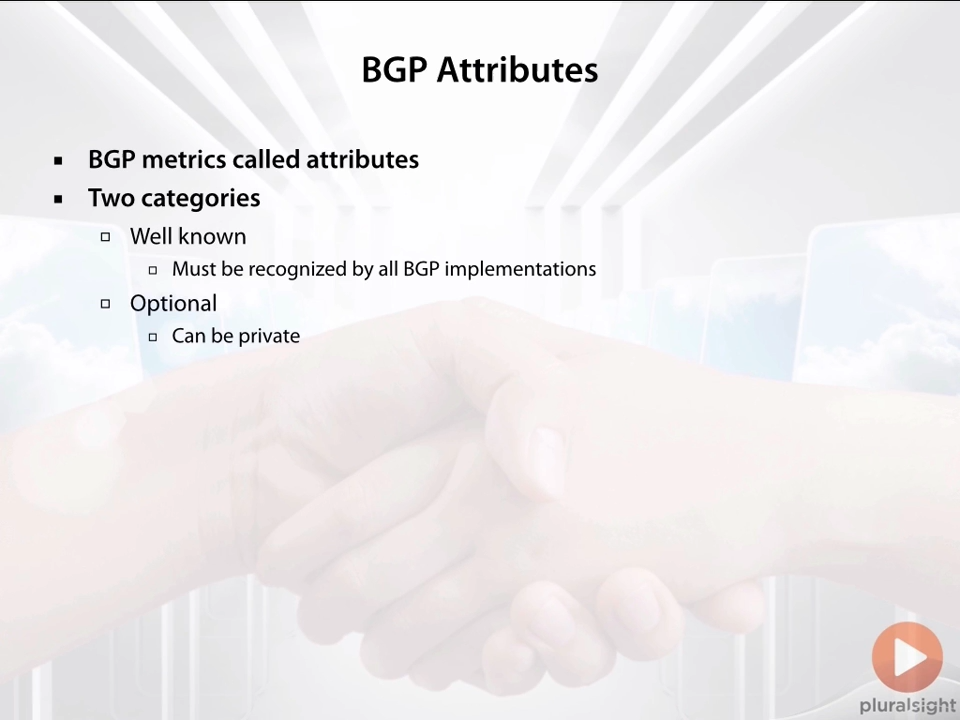 BGP Attributes
BGP metrics called attributes
Two categories
Well known
Must be recognized by all BGP implementations
Optional
Can be private
pluralsight